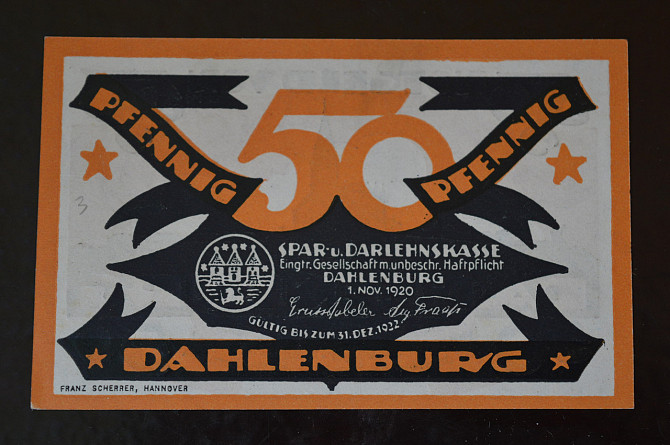 PFENNIG 50 PFENNIG
3
SPAR-u. DARLEHNSKASSE
Eingtr. Gesellschaft m. unbeschr. Haftpflicht
DAHLENBURG
1. NOV. 1920
GÜLTIG BIS ZUM 31. DEZ. 1922.
DAHLENBURG
FRANZ SCHERRER, HANNOVER